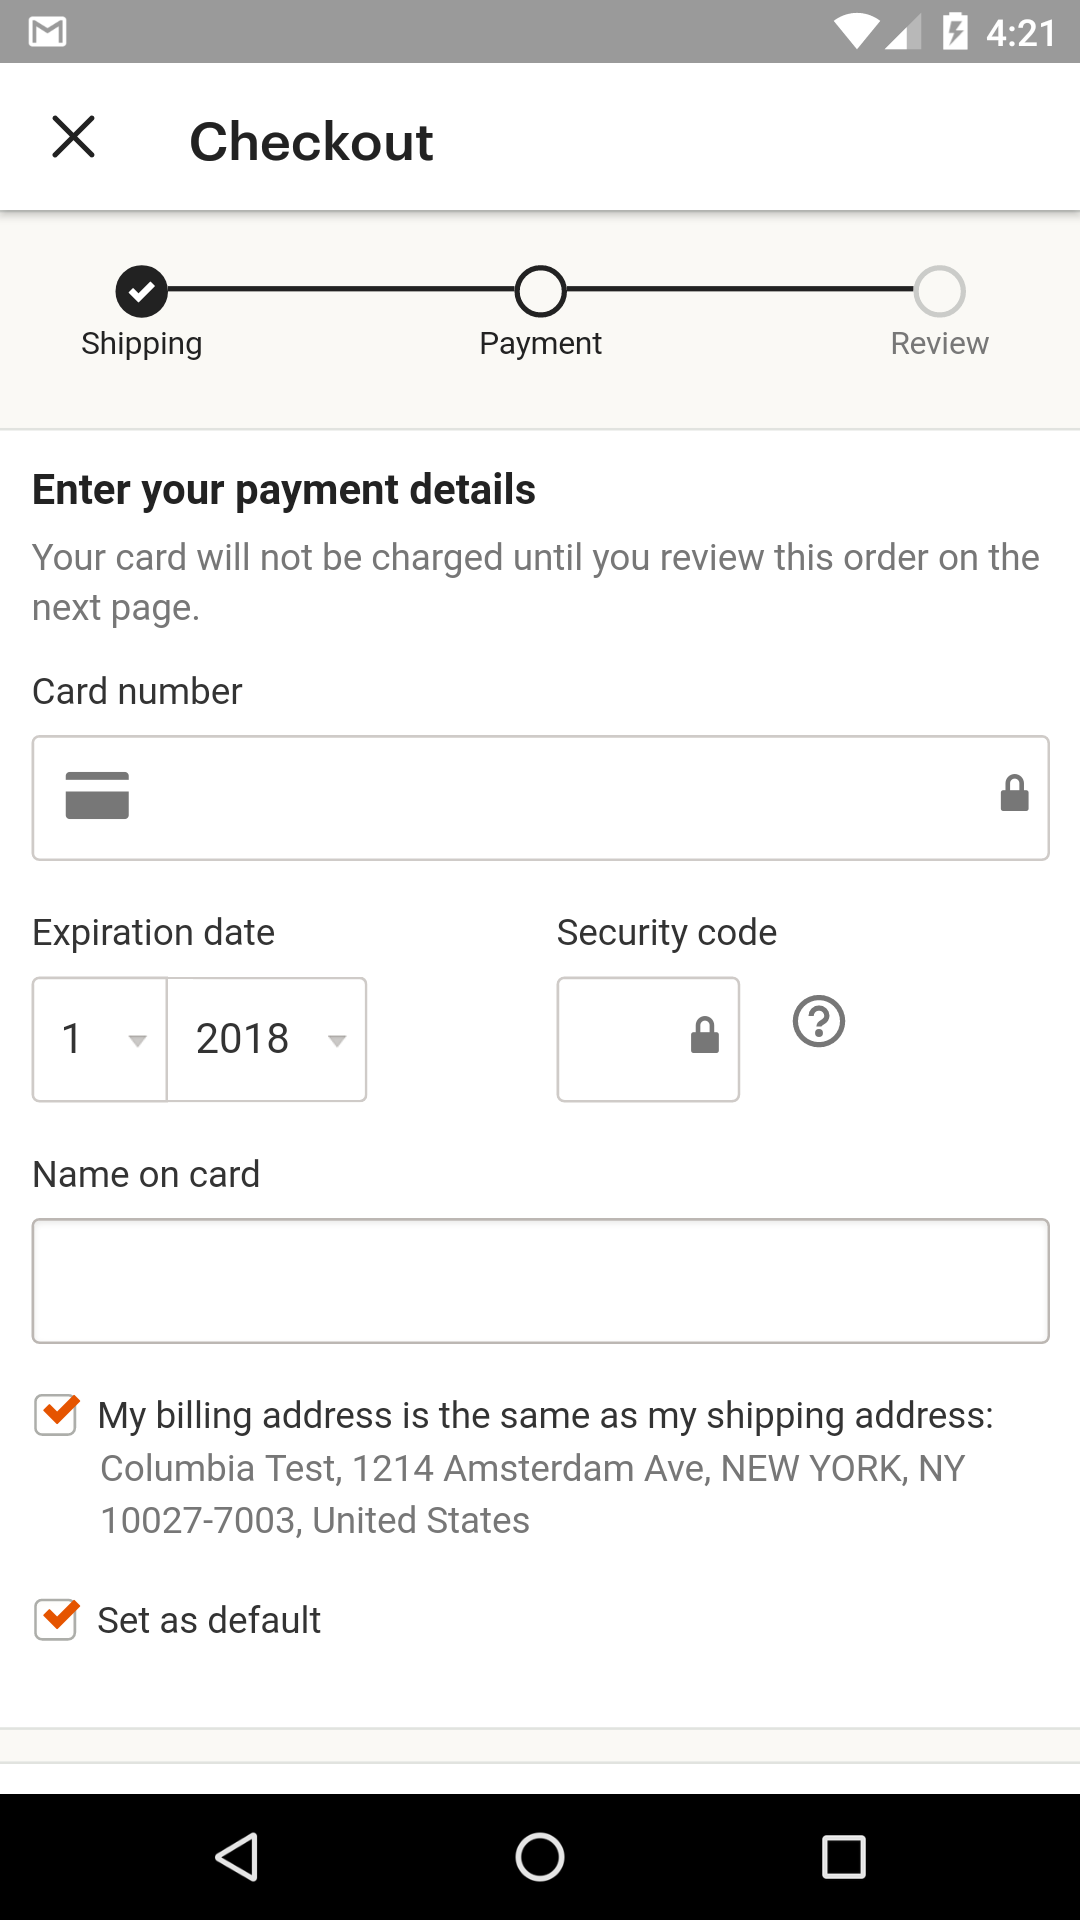 4:21
Checkout
Shipping Payment Review
Enter your payment details
Your card will not be charged until you review this order on the
next page.
Card number
Expiration date Security code
1 2018
Name on card
My billing address is the same as my shipping address:
Columbia Test, 1214 Amsterdam Ave, NEW YORK, NY
10027-7003, United States
Set as default